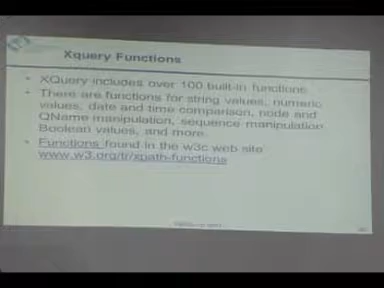 Xquery Functions
• XQuery includes over 100 built-in functions.
• There are functions for string values, numeric
values, date and time comparison, node and
QName manipulation, sequence manipulation,
Boolean values, and more.
• Functions found in the w3c web site
www.w3.org/tr/xpath-functions